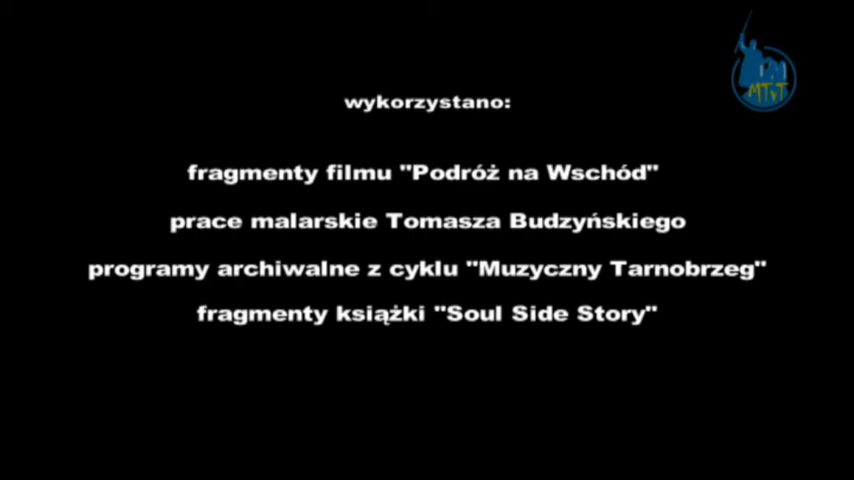 MTvT
wykorzystano:
fragmenty filmu "Podróż na Wschód"
prace malarskie Tomasza Budzyńskiego
programy archiwalne z cyklu "Muzyczny Tarnobrzeg"
fragmenty książki "Soul Side Story"